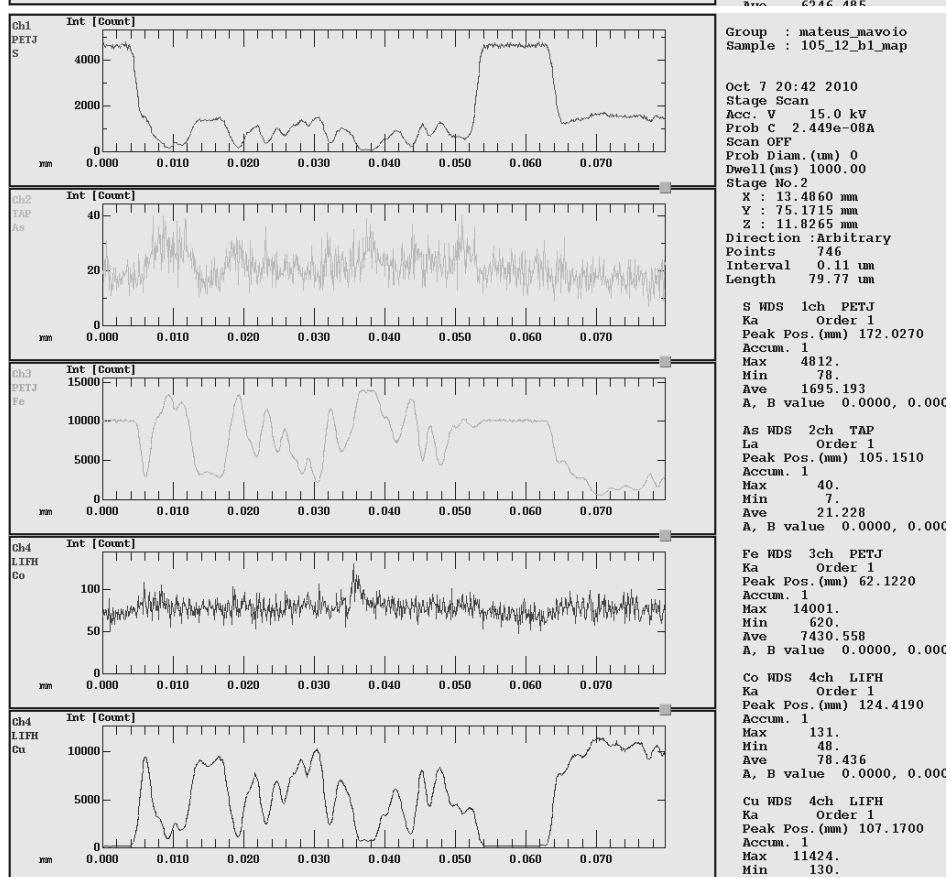 Ave 6246.485
Ch1
PETJ
S
Int [Count]
4000
2000
0
mm
0.000 0.010 0.020 0.030 0.040 0.050 0.060 0.070
Ch2
TAP
As
Int [Count]
40
20
0
mm
0.000 0.010 0.020 0.030 0.040 0.050 0.060 0.070
Ch3
PETJ
Fe
Int [Count]
15000
10000
5000
0
mm
0.000 0.010 0.020 0.030 0.040 0.050 0.060 0.070
Ch4
LIFH
Co
Int [Count]
100
50
0
mm
0.000 0.010 0.020 0.030 0.040 0.050 0.060 0.070
Ch4
LIFH
Cu
Int [Count]
10000
5000
0
mm
0.000 0.010 0.020 0.030 0.040 0.050 0.060 0.070
Group : mateus_mavoio
Sample : 105_12_b1_map
Oct 7 20:42 2010
Stage Scan
Acc. V 15.0 kV
Prob C 2.449e-08A
Scan OFF
Prob Diam.(um) 0
Dwell(ms) 1000.00
Stage No.2
X : 13.4860 mm
Y : 75.1715 mm
Z : 11.8265 mm
Direction :Arbitrary
Points 746
Interval 0.11 um
Length 79.77 um
S WDS 1ch PETJ
Ka Order 1
Peak Pos.(mm) 172.0270
Accum. 1
Max 4812.
Min 78.
Ave 1695.193
A, B value 0.0000, 0.000
As WDS 2ch TAP
La Order 1
Peak Pos.(mm) 105.1510
Accum. 1
Max 40.
Min 7.
Ave 21.228
A, B value 0.0000, 0.000
Fe WDS 3ch PETJ
Ka Order 1
Peak Pos.(mm) 62.1220
Accum. 1
Max 14001.
Min 620.
Ave 7430.558
A, B value 0.0000, 0.000
Co WDS 4ch LIFH
Ka Order 1
Peak Pos.(mm) 124.4190
Accum. 1
Max 131.
Min 48.
Ave 78.436
A, B value 0.0000, 0.000
Cu WDS 4ch LIFH
Ka Order 1
Peak Pos.(mm) 107.1700
Accum. 1
Max 11424.
Min 130.